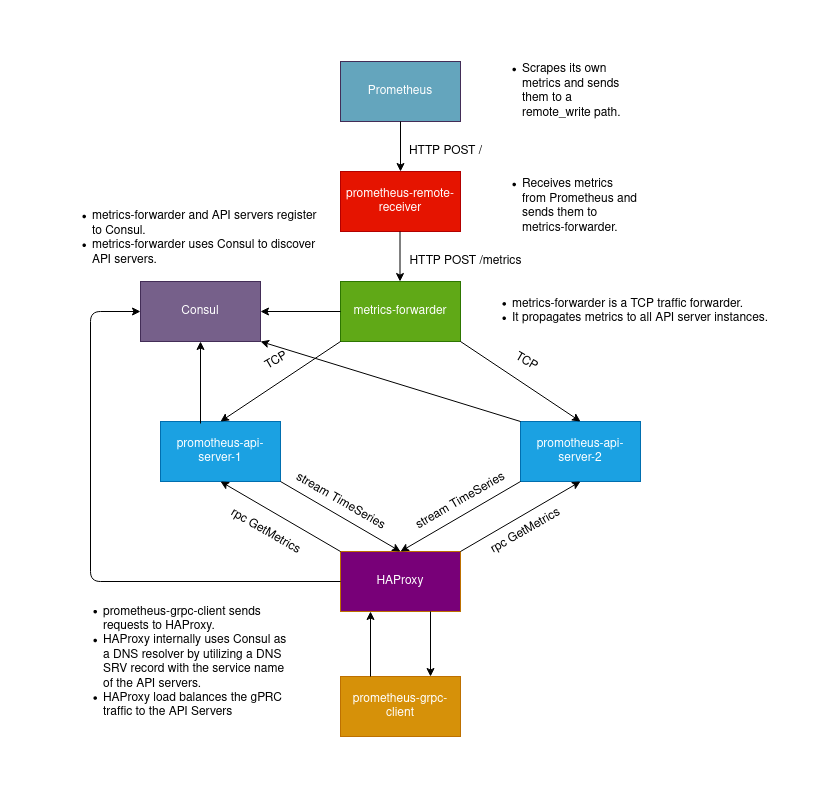 Prometheus
• Scrapes its own
metrics and sends
them to a
remote_write path.
HTTP POST /
prometheus-remote-
receiver
• Receives metrics
from Prometheus and
sends them to
metrics-forwarder.
• metrics-forwarder and API servers register
to Consul.
• metrics-forwarder uses Consul to discover
API servers.
HTTP POST /metrics
Consul
metrics-forwarder
• metrics-forwarder is a TCP traffic forwarder.
• It propagates metrics to all API server instances.
TCP
TCP
promotheus-api-
server-1
promotheus-api-
server-2
stream TimeSeries
stream TimeSeries
rpc GetMetrics
rpc GetMetrics
HAProxy
• prometheus-grpc-client sends
requests to HAProxy.
• HAProxy internally uses Consul as
a DNS resolver by utilizing a DNS
SRV record with the service name
of the API servers.
• HAProxy load balances the gPRC
traffic to the API Servers
prometheus-grpc-
client